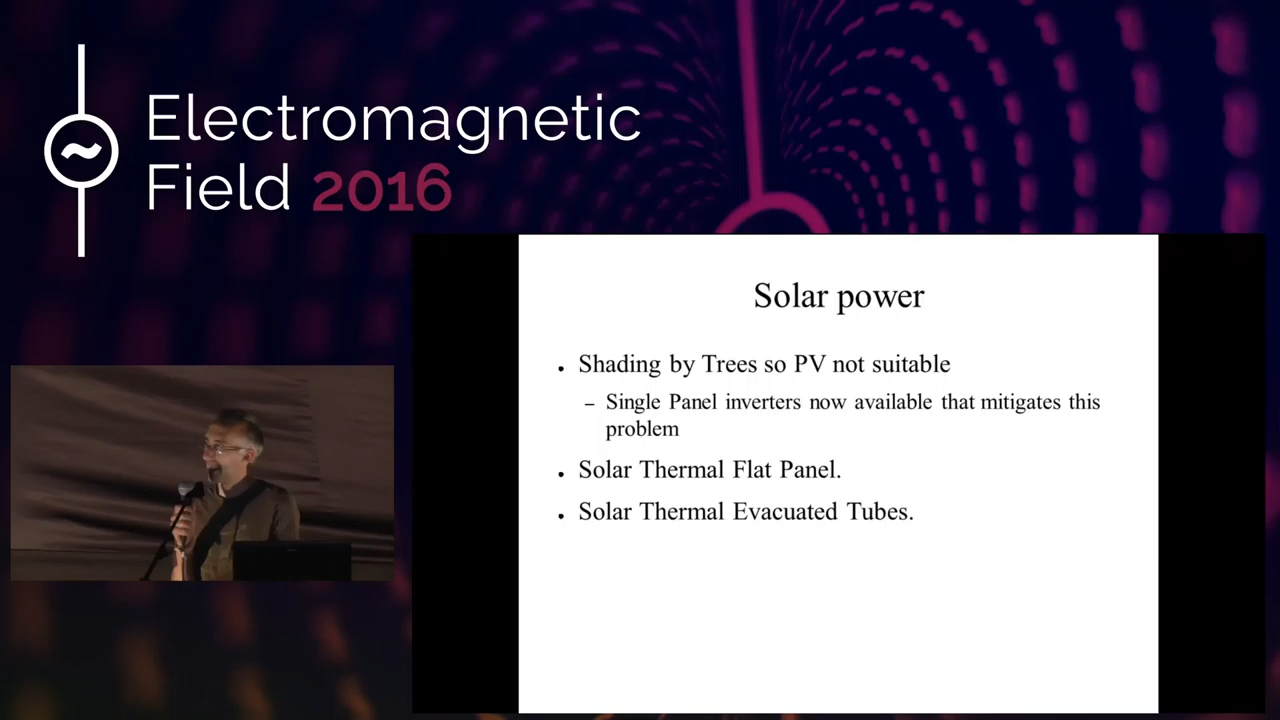 Electromagnetic
Field 2016
Solar power
• Shading by Trees so PV not suitable
– Single Panel inverters now available that mitigates this
problem
• Solar Thermal Flat Panel.
• Solar Thermal Evacuated Tubes.